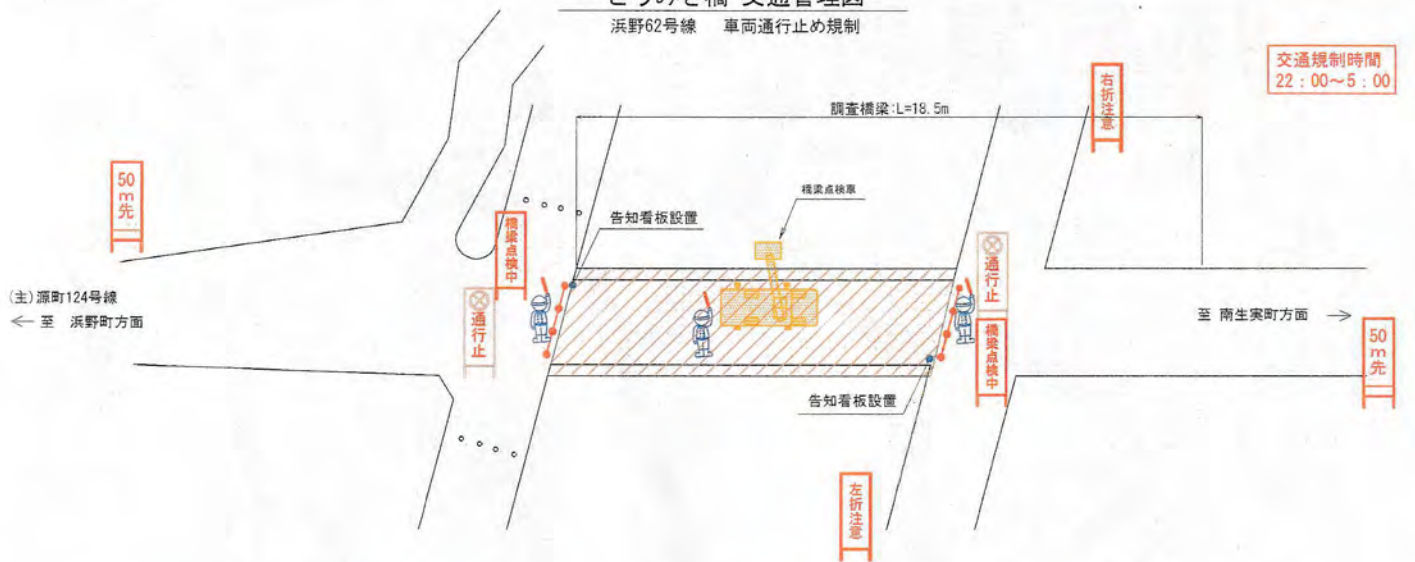 浜野62号線　車両通行止め規制
交通規制時間
22：00～5：00
右折注意
調査橋梁:L=18.5m
50m先
橋梁点検車
告知看板設置
橋梁点検中
通行止
通行止
(主)源町124号線
← 至 浜野町方面
至 南生実町方面 →
橋梁点検中
50m先
告知看板設置
左折注意